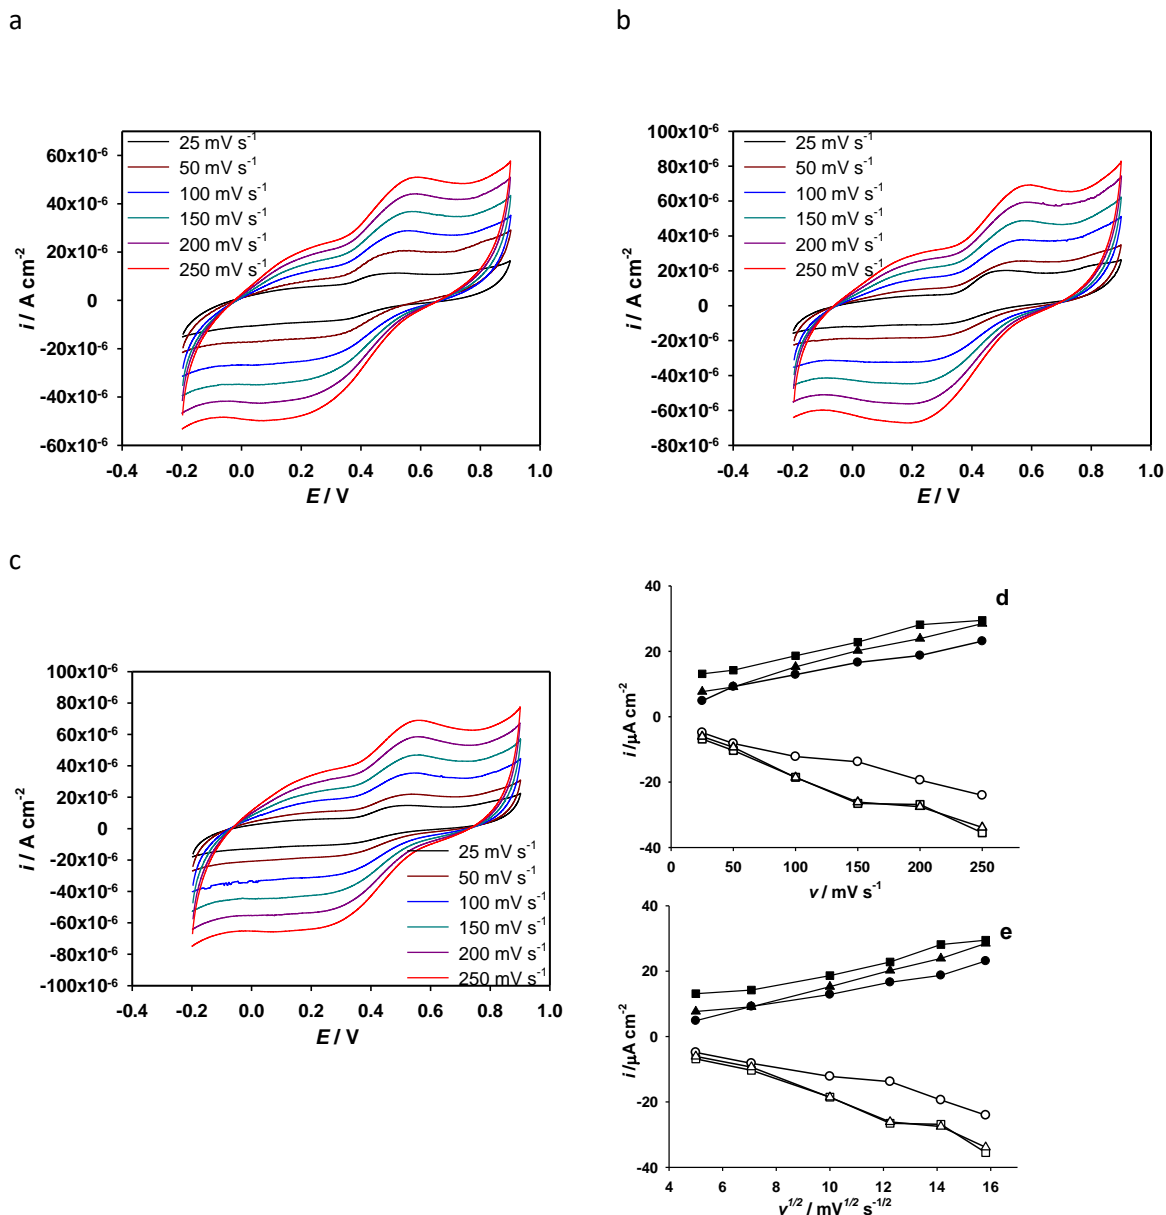 a
b
25 mV s⁻¹
50 mV s⁻¹
100 mV s⁻¹
150 mV s⁻¹
200 mV s⁻¹
250 mV s⁻¹
60x10⁻⁶
40x10⁻⁶
20x10⁻⁶
0
-20x10⁻⁶
-40x10⁻⁶
-60x10⁻⁶
i / A cm⁻²
-0.4 -0.2 0.0 0.2 0.4 0.6 0.8 1.0
E / V
25 mV s⁻¹
50 mV s⁻¹
100 mV s⁻¹
150 mV s⁻¹
200 mV s⁻¹
250 mV s⁻¹
100x10⁻⁶
80x10⁻⁶
60x10⁻⁶
40x10⁻⁶
20x10⁻⁶
0
-20x10⁻⁶
-40x10⁻⁶
-60x10⁻⁶
-80x10⁻⁶
i / A cm⁻²
-0.4 -0.2 0.0 0.2 0.4 0.6 0.8 1.0
E / V
c
100x10⁻⁶
80x10⁻⁶
60x10⁻⁶
40x10⁻⁶
20x10⁻⁶
0
-20x10⁻⁶
-40x10⁻⁶
-60x10⁻⁶
-80x10⁻⁶
-100x10⁻⁶
i / A cm⁻²
25 mV s⁻¹
50 mV s⁻¹
100 mV s⁻¹
150 mV s⁻¹
200 mV s⁻¹
250 mV s⁻¹
-0.4 -0.2 0.0 0.2 0.4 0.6 0.8 1.0
E / V
d
40
20
0
-20
-40
i /µA cm⁻²
0 50 100 150 200 250
v / mV s⁻¹
e
40
20
0
-20
-40
i /µA cm⁻²
4 6 8 10 12 14 16
v^1/2 / mV^1/2 s^-1/2